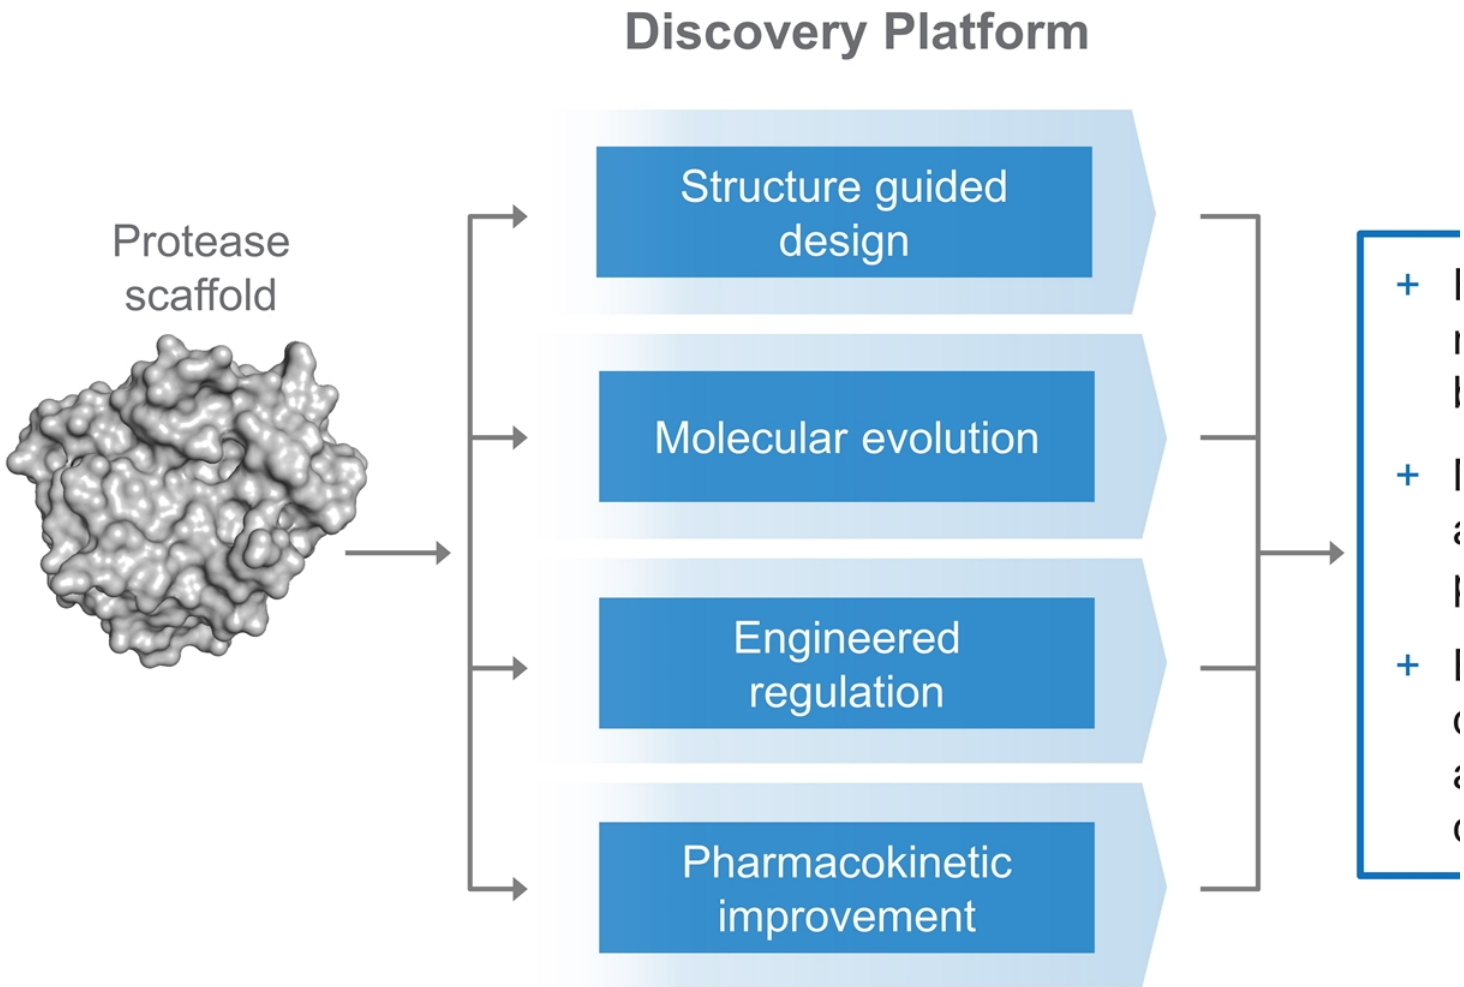 Discovery Platform
Protease
scaffold
Structure guided
design
Molecular evolution
Engineered
regulation
Pharmacokinetic
improvement
+
+
+